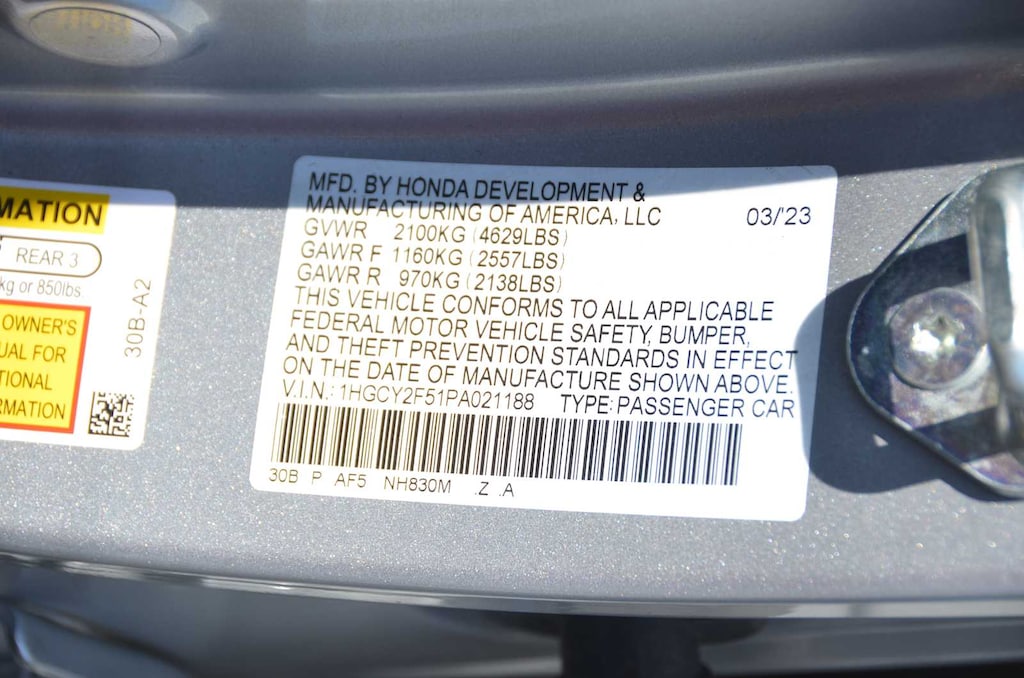 MATION
REAR 3
kg or 850lbs.
OWNER'S
UAL FOR
TIONAL
RMATION
30B-A2
MFD. BY HONDA DEVELOPMENT &
MANUFACTURING OF AMERICA, LLC 03/'23
GVWR 2100KG (4629LBS)
GAWR F 1160KG (2557LBS)
GAWR R 970KG (2138LBS)
THIS VEHICLE CONFORMS TO ALL APPLICABLE
FEDERAL MOTOR VEHICLE SAFETY, BUMPER,
AND THEFT PREVENTION STANDARDS IN EFFECT
ON THE DATE OF MANUFACTURE SHOWN ABOVE.
V.I.N.: 1HGCY2F51PA021188 TYPE: PASSENGER CAR
30B P AF5 NH830M .Z .A